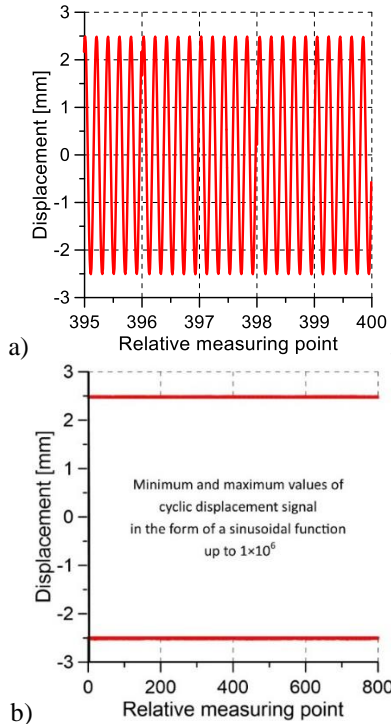 3
2
1
0
-1
-2
-3
Displacement [mm]
395 396 397 398 399 400
Relative measuring point
a)
3
2
1
0
-1
-2
-3
Displacement [mm]
Minimum and maximum values of
cyclic displacement signal
in the form of a sinusoidal function
up to 1×10⁶
0 200 400 600 800
Relative measuring point
b)